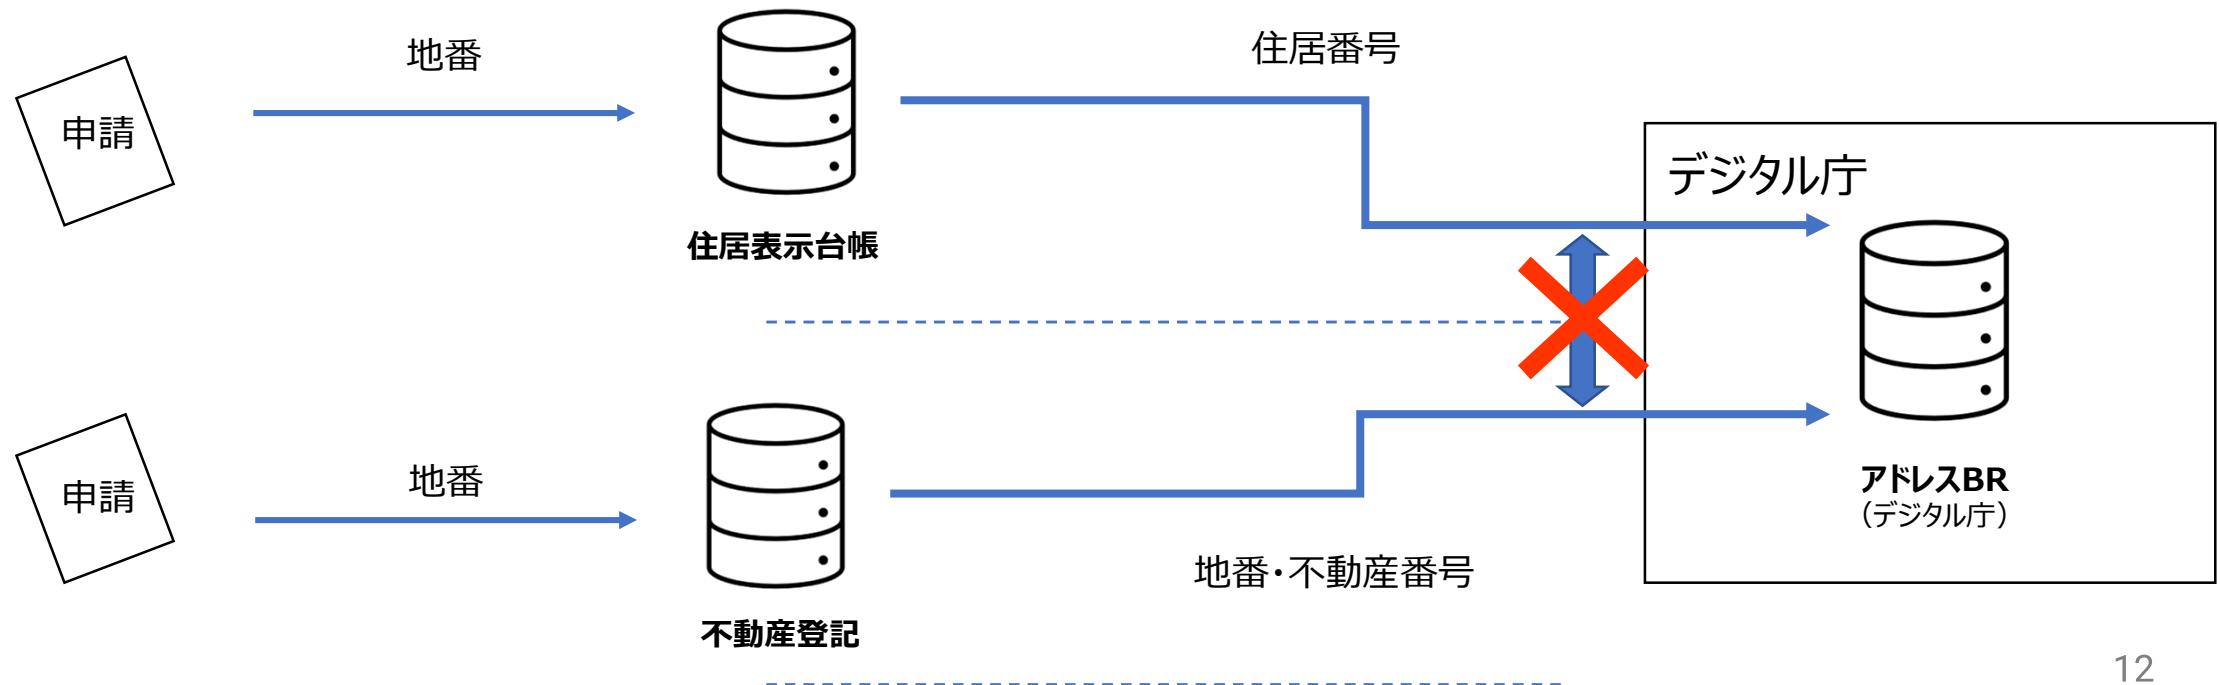 地番
住居番号
申請
デジタル庁
住居表示台帳
地番
申請
アドレスBR
（デジタル庁）
地番・不動産番号
不動産登記
12